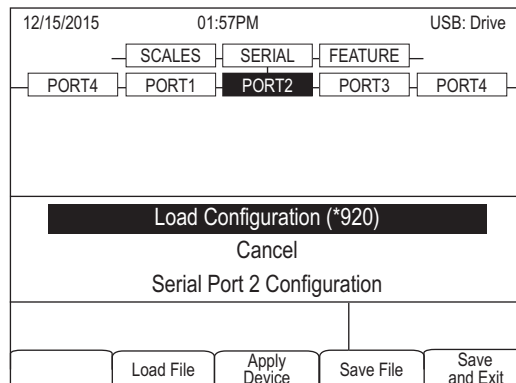 12/15/2015 01:57PM USB: Drive
SCALES SERIAL FEATURE
PORT4 PORT1 PORT2 PORT3 PORT4
Load Configuration (*920)
Cancel
Serial Port 2 Configuration
Load File Apply Device Save File Save and Exit